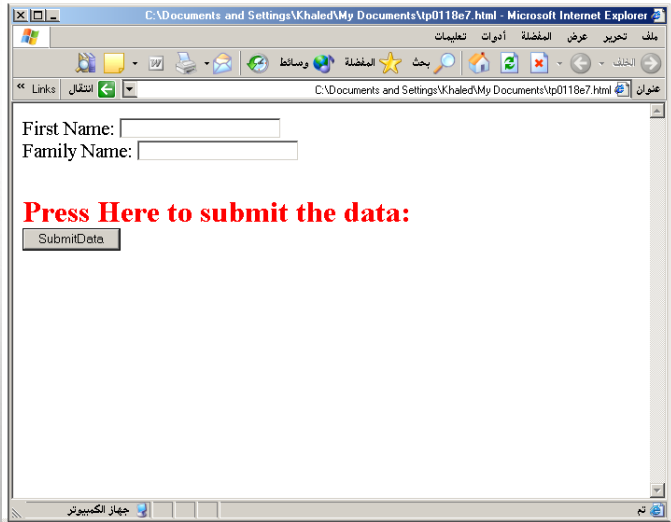 C:\Documents and Settings\Khaled\My Documents\tp0118e7.html - Microsoft Internet Explorer
ملف تحرير عرض المفضلة أدوات تعليمات
الخلف بحث المفضلة وسائط
عنوان C:\Documents and Settings\Khaled\My Documents\tp0118e7.html انتقال Links »
First Name:
Family Name:
Press Here to submit the data:
SubmitData
تم جهاز الكمبيوتر